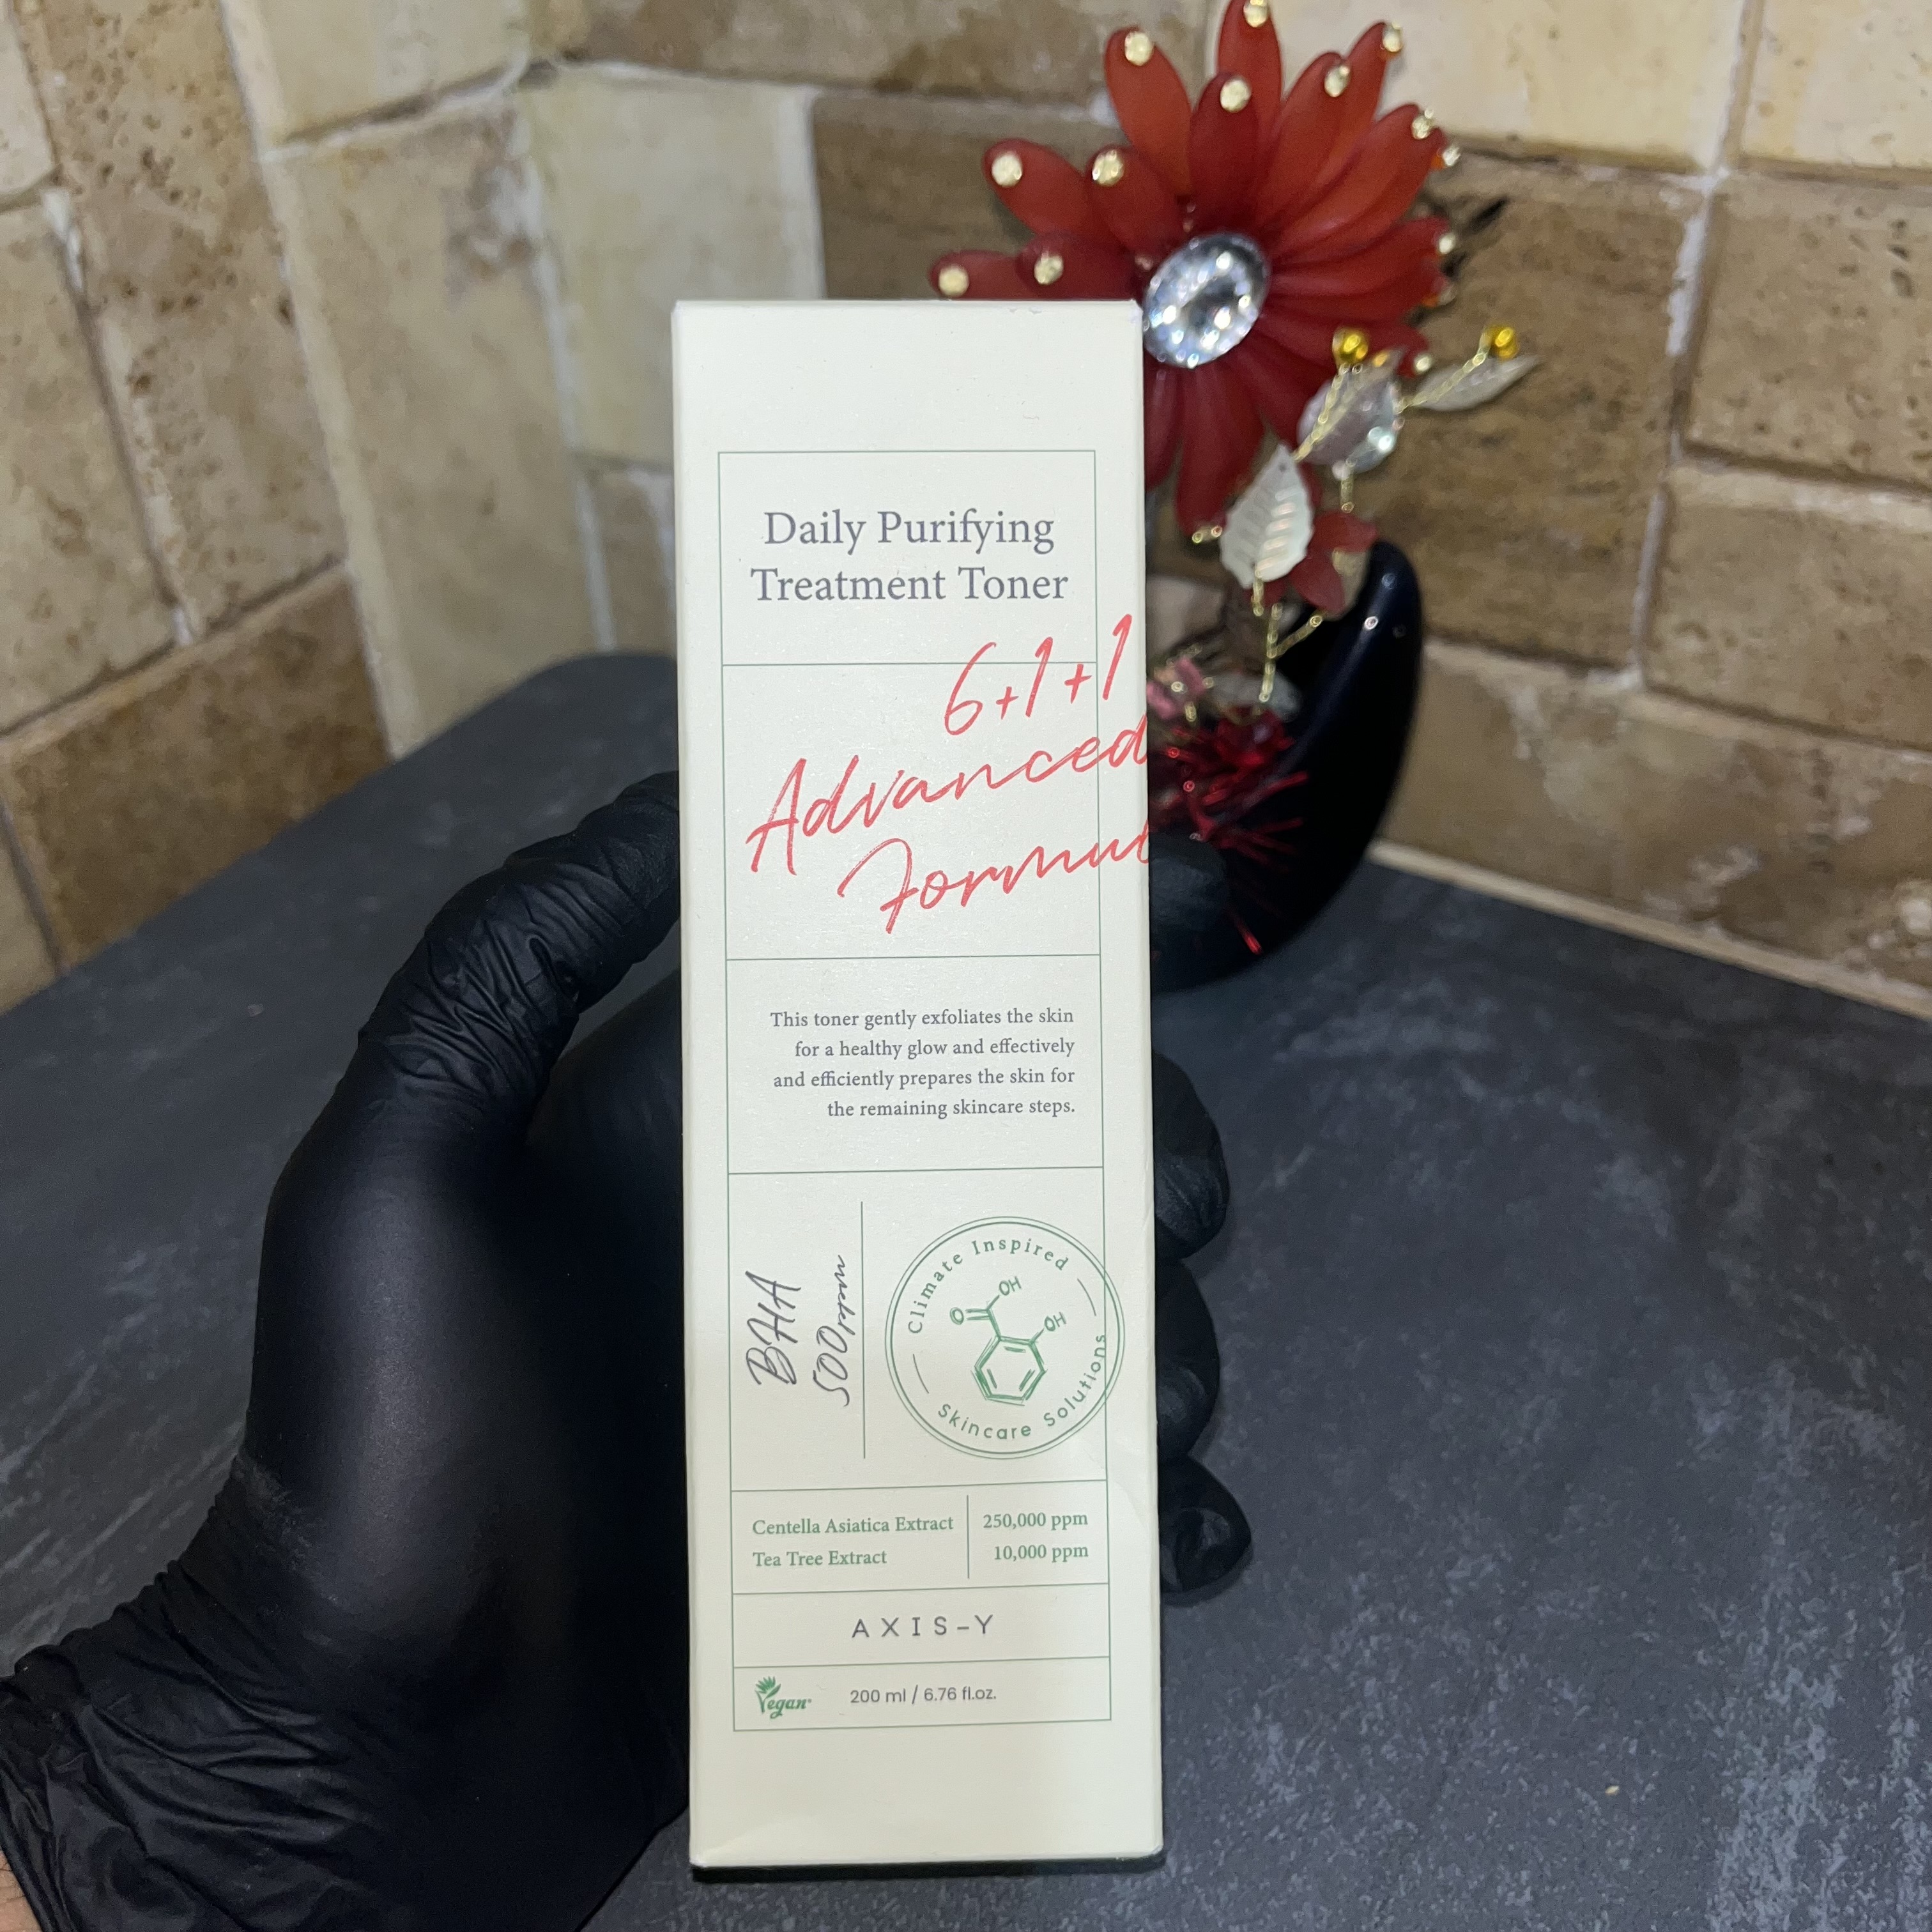 Daily Purifying
Treatment Toner
6+1+1
Advanced
Formul
This toner gently exfoliates the skin
for a healthy glow and effectively
and efficiently prepares the skin for
the remaining skincare steps.
BHA
500ppm
Climate Inspired
O
OH
OH
Skincare Solutions
Centella Asiatica Extract 250,000 ppm
Tea Tree Extract 10,000 ppm
AXIS-Y
Vegan 200 ml / 6.76 fl.oz.